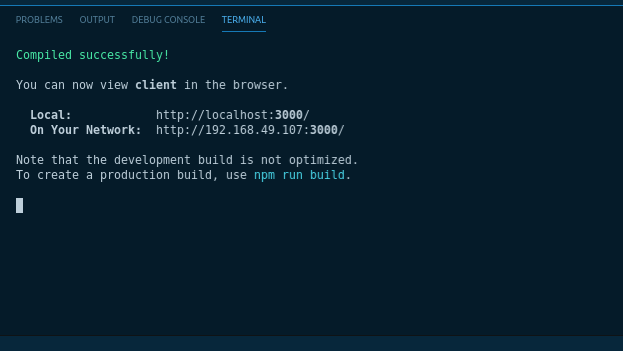 PROBLEMS OUTPUT DEBUG CONSOLE TERMINAL
Compiled successfully!
You can now view client in the browser.
Local: http://localhost:3000/
On Your Network: http://192.168.49.107:3000/
Note that the development build is not optimized.
To create a production build, use npm run build.